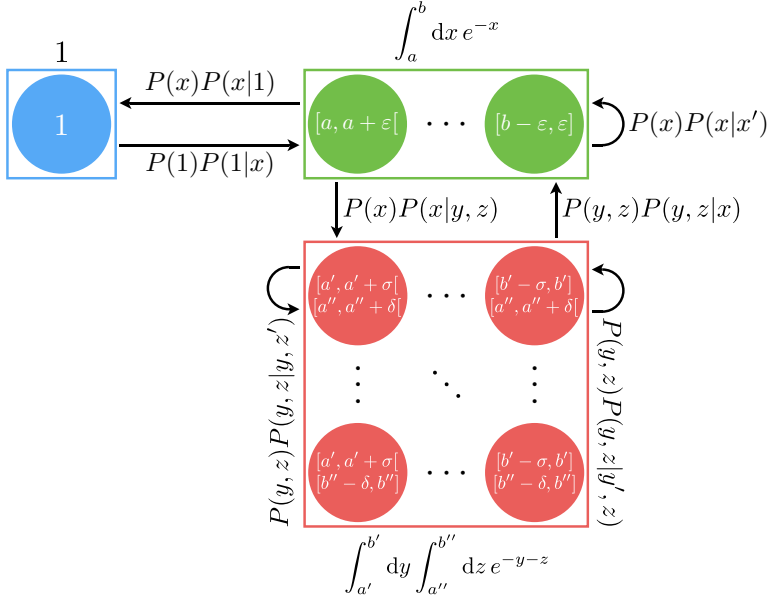 ∫_a^b dx e^{-x}
1
P(x)P(x|1)
1
[a, a + ε[ ··· [b − ε, ε]
P(x)P(x|x′)
P(1)P(1|x)
P(x)P(x|y, z)
P(y, z)P(y, z|x)
[a′, a′ + σ[ ··· [b′ − σ, b′]
[a″, a″ + δ[ [a″, a″ + δ[
P(y, z)P(y, z|y, z′)
P(y, z)P(y, z|y′, z)
⋮ ⋱ ⋮
[a′, a′ + σ[ ··· [b′ − σ, b′]
[b″ − δ, b″] [b″ − δ, b″]
∫_{a′}^{b′} dy ∫_{a″}^{b″} dz e^{-y-z}